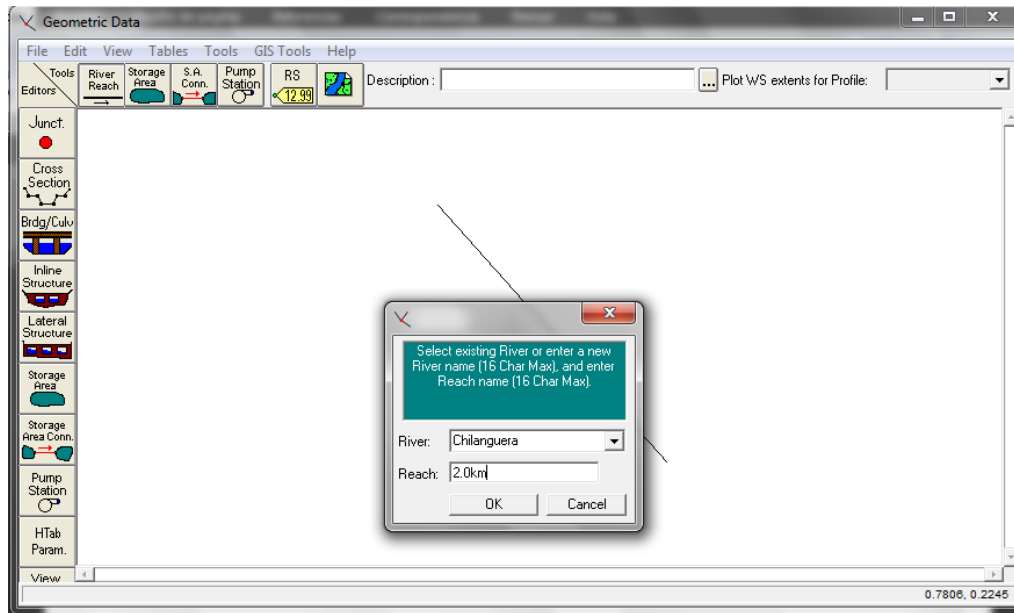 Geometric Data
File Edit View Tables Tools GIS Tools Help
Tools
Editors
River
Reach
Storage
Area
S.A.
Conn.
Pump
Station
RS
12.99
Description :
...
Plot WS extents for Profile:
Junct.
Cross
Section
Brdg/Culv
Inline
Structure
Lateral
Structure
Storage
Area
Storage
Area Conn.
Pump
Station
HTab
Param.
View
Select existing River or enter a new
River name (16 Char Max), and enter
Reach name (16 Char Max).
River: Chilanguera
Reach: 2.0km
OK Cancel
0.7806, 0.2245